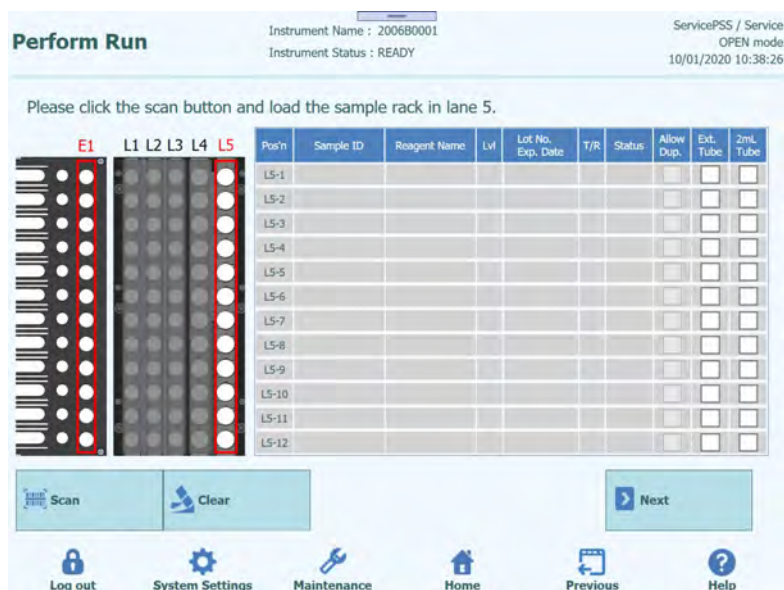 Perform Run
Instrument Name : 2006B0001
Instrument Status : READY
ServicePSS / Service
OPEN mode
10/01/2020 10:38:26
Please click the scan button and load the sample rack in lane 5.
E1 L1 L2 L3 L4 L5
Pos'n Sample ID Reagent Name Lvl Lot No. Exp. Date T/R Status Allow Dup. Ext. Tube 2mL Tube
L5-1
L5-2
L5-3
L5-4
L5-5
L5-6
L5-7
L5-8
L5-9
L5-10
L5-11
L5-12
Scan Clear Next
Log out System Settings Maintenance Home Previous Help